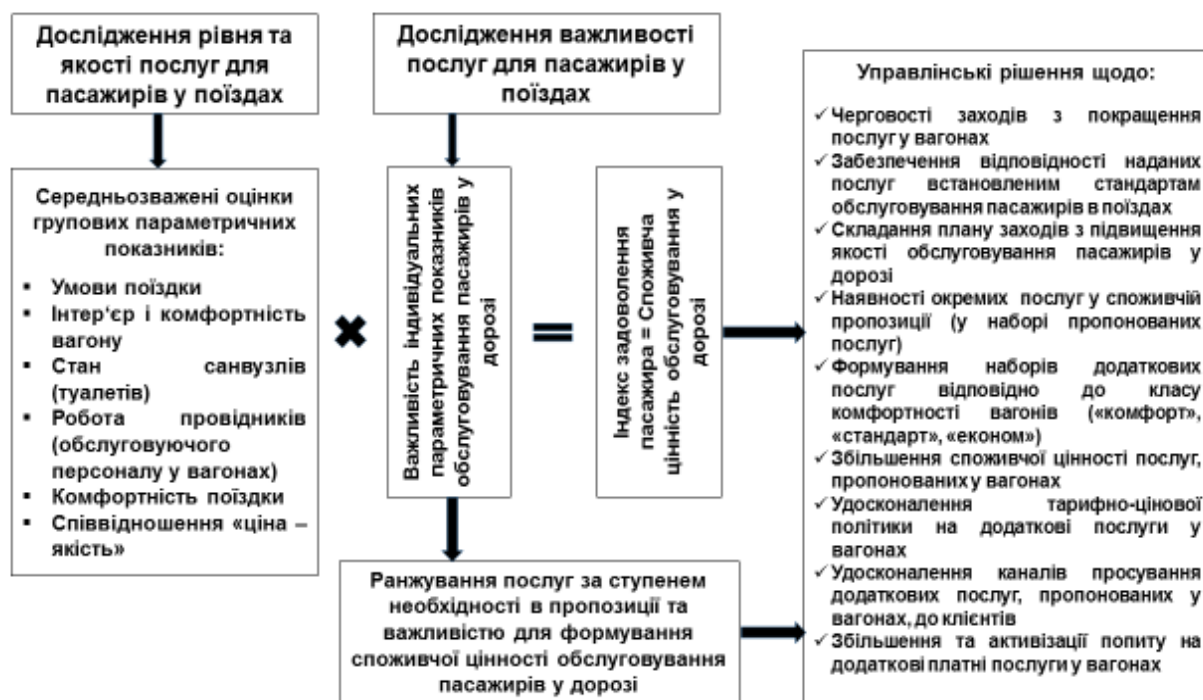 Дослідження рівня та
якості послуг для
пасажирів у поїздах
Середньозважені оцінки
групових параметричних
показників:
▪ Умови поїздки
▪ Інтер‘єр і комфортність
вагону
▪ Стан санвузлів
(туалетів)
▪ Робота провідників
(обслуговуючого
персоналу у вагонах)
▪ Комфортність поїздки
▪ Співвідношення «ціна –
якість»
Дослідження важливості
послуг для пасажирів у
поїздах
Важливість індивідуальних
параметричних показників
обслуговування пасажирів у
дорозі
Індекс задоволення
пасажира = Споживча
цінність обслуговування у
дорозі
Ранжування послуг за ступенем
необхідності в пропозиції та
важливістю для формування
споживчої цінності обслуговування
пасажирів у дорозі
Управлінські рішення щодо:
✓ Черговості заходів з покращення
послуг у вагонах
✓ Забезпечення відповідності наданих
послуг встановленим стандартам
обслуговування пасажирів в поїздах
✓ Складання плану заходів з підвищення
якості обслуговування пасажирів у
дорозі
✓ Наявності окремих послуг у споживчій
пропозиції (у наборі пропонованих
послуг)
✓ Формування наборів додаткових
послуг відповідно до класу
комфортності вагонів («комфорт»,
«стандарт», «економ»)
✓ Збільшення споживчої цінності послуг,
пропонованих у вагонах
✓ Удосконалення тарифно-цінової
політики на додаткові послуги у
вагонах
✓ Удосконалення каналів просування
додаткових послуг, пропонованих у
вагонах, до клієнтів
✓ Збільшення та активізації попиту на
додаткові платні послуги у вагонах